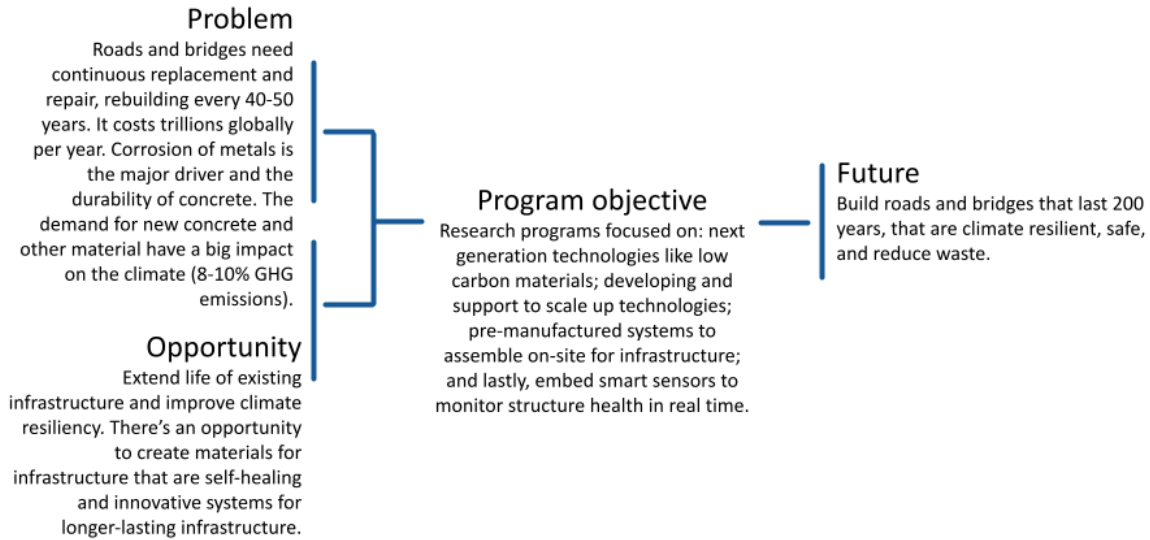 Problem
Roads and bridges need
continuous replacement and
repair, rebuilding every 40-50
years. It costs trillions globally
per year. Corrosion of metals is
the major driver and the
durability of concrete. The
demand for new concrete and
other material have a big impact
on the climate (8-10% GHG
emissions).
Opportunity
Extend life of existing
infrastructure and improve climate
resiliency. There’s an opportunity
to create materials for
infrastructure that are self-healing
and innovative systems for
longer-lasting infrastructure.
Program objective
Research programs focused on: next
generation technologies like low
carbon materials; developing and
support to scale up technologies;
pre-manufactured systems to
assemble on-site for infrastructure;
and lastly, embed smart sensors to
monitor structure health in real time.
Future
Build roads and bridges that last 200
years, that are climate resilient, safe,
and reduce waste.